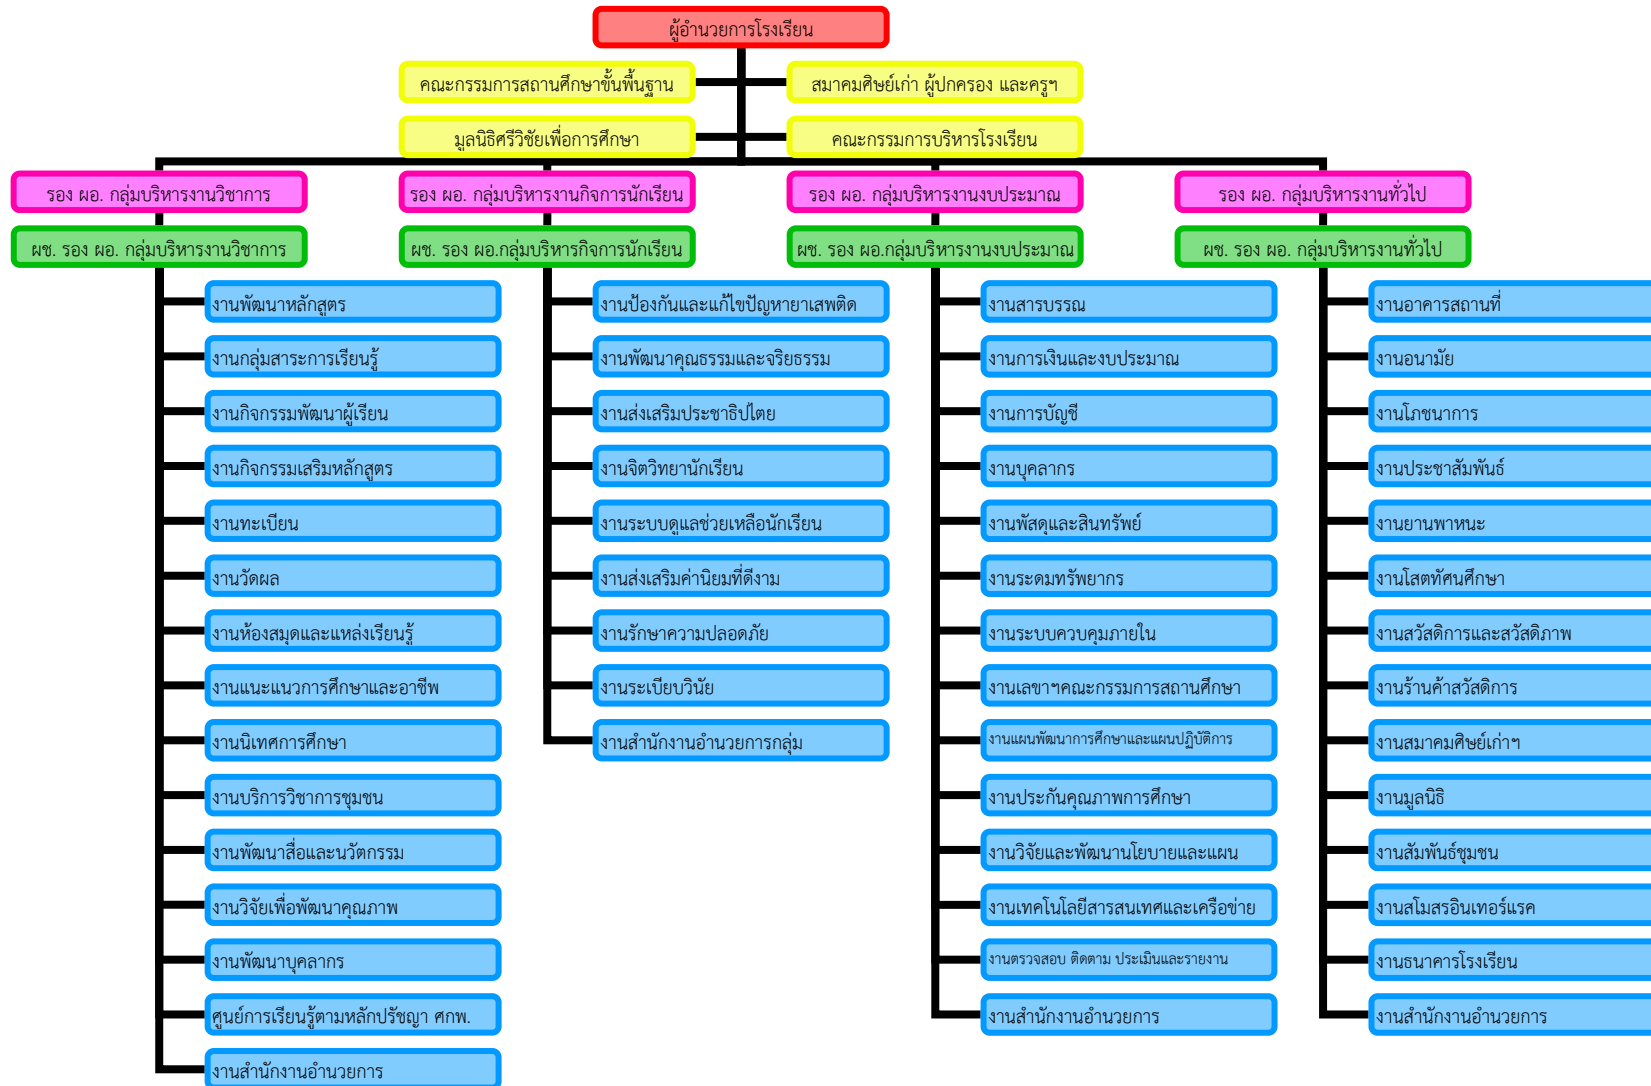 ผู้อำนวยการโรงเรียน
คณะกรรมการสถานศึกษาขั้นพื้นฐาน
สมาคมศิษย์เก่า ผู้ปกครอง และครูฯ
มูลนิธิศรีวิชัยเพื่อการศึกษา
คณะกรรมการบริหารโรงเรียน
รอง ผอ. กลุ่มบริหารงานวิชาการ
ผช. รอง ผอ. กลุ่มบริหารงานวิชาการ
งานพัฒนาหลักสูตร
งานกลุ่มสาระการเรียนรู้
งานกิจกรรมพัฒนาผู้เรียน
งานกิจกรรมเสริมหลักสูตร
งานทะเบียน
งานวัดผล
งานห้องสมุดและแหล่งเรียนรู้
งานแนะแนวการศึกษาและอาชีพ
งานนิเทศการศึกษา
งานบริการวิชาการชุมชน
งานพัฒนาสื่อและนวัตกรรม
งานวิจัยเพื่อพัฒนาคุณภาพ
งานพัฒนาบุคลากร
ศูนย์การเรียนรู้ตามหลักปรัชญา ศกพ.
งานสำนักงานอำนวยการ
รอง ผอ. กลุ่มบริหารงานกิจการนักเรียน
ผช. รอง ผอ.กลุ่มบริหารกิจการนักเรียน
งานป้องกันและแก้ไขปัญหายาเสพติด
งานพัฒนาคุณธรรมและจริยธรรม
งานส่งเสริมประชาธิปไตย
งานจิตวิทยานักเรียน
งานระบบดูแลช่วยเหลือนักเรียน
งานส่งเสริมค่านิยมที่ดีงาม
งานรักษาความปลอดภัย
งานระเบียบวินัย
งานสำนักงานอำนวยการกลุ่ม
รอง ผอ. กลุ่มบริหารงานงบประมาณ
ผช. รอง ผอ.กลุ่มบริหารงานงบประมาณ
งานสารบรรณ
งานการเงินและงบประมาณ
งานการบัญชี
งานบุคลากร
งานพัสดุและสินทรัพย์
งานระดมทรัพยากร
งานระบบควบคุมภายใน
งานเลขาฯคณะกรรมการสถานศึกษา
งานแผนพัฒนาการศึกษาและแผนปฏิบัติการ
งานประกันคุณภาพการศึกษา
งานวิจัยและพัฒนานโยบายและแผน
งานเทคโนโลยีสารสนเทศและเครือข่าย
งานตรวจสอบ ติดตาม ประเมินและรายงาน
งานสำนักงานอำนวยการ
รอง ผอ. กลุ่มบริหารงานทั่วไป
ผช. รอง ผอ. กลุ่มบริหารงานทั่วไป
งานอาคารสถานที่
งานอนามัย
งานโภชนาการ
งานประชาสัมพันธ์
งานยานพาหนะ
งานโสตทัศนศึกษา
งานสวัสดิการและสวัสดิภาพ
งานร้านค้าสวัสดิการ
งานสมาคมศิษย์เก่าฯ
งานมูลนิธิ
งานสัมพันธ์ชุมชน
งานสโมสรอินเทอร์แรค
งานธนาคารโรงเรียน
งานสำนักงานอำนวยการ